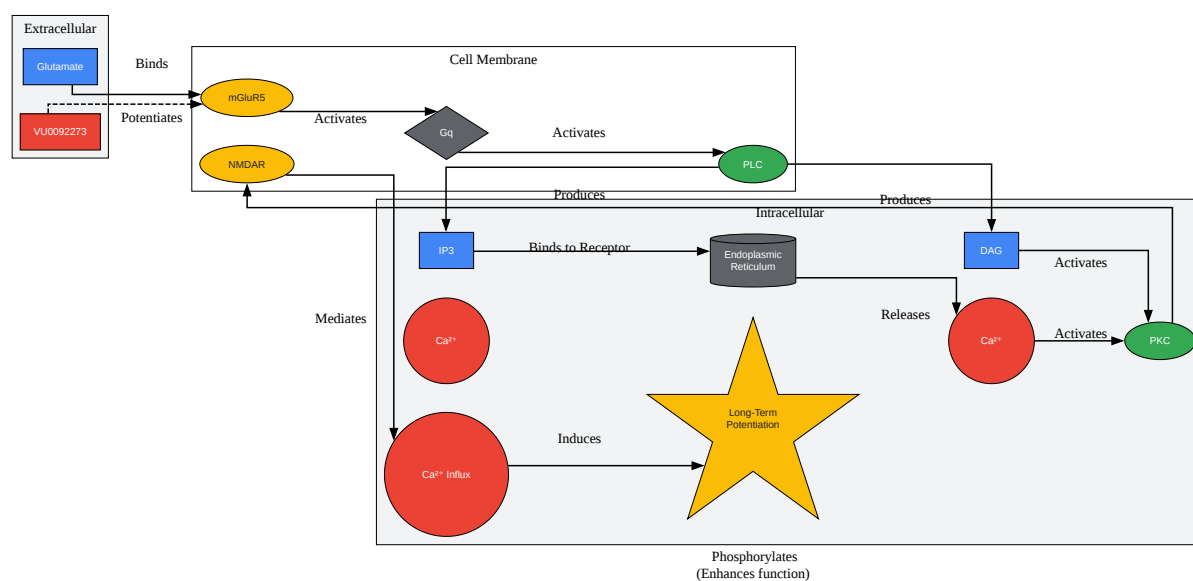 Extracellular
Glutamate
VU0092273
Binds
Potentiates
Cell Membrane
mGluR5
Activates
Gq
Activates
NMDAR
PLC
Produces
Produces
Intracellular
IP3
Binds to Receptor
Endoplasmic
Reticulum
DAG
Activates
Mediates
Ca²⁺
Releases
Ca²⁺
Activates
PKC
Long-Term
Potentiation
Ca²⁺ Influx
Induces
Phosphorylates
(Enhances function)